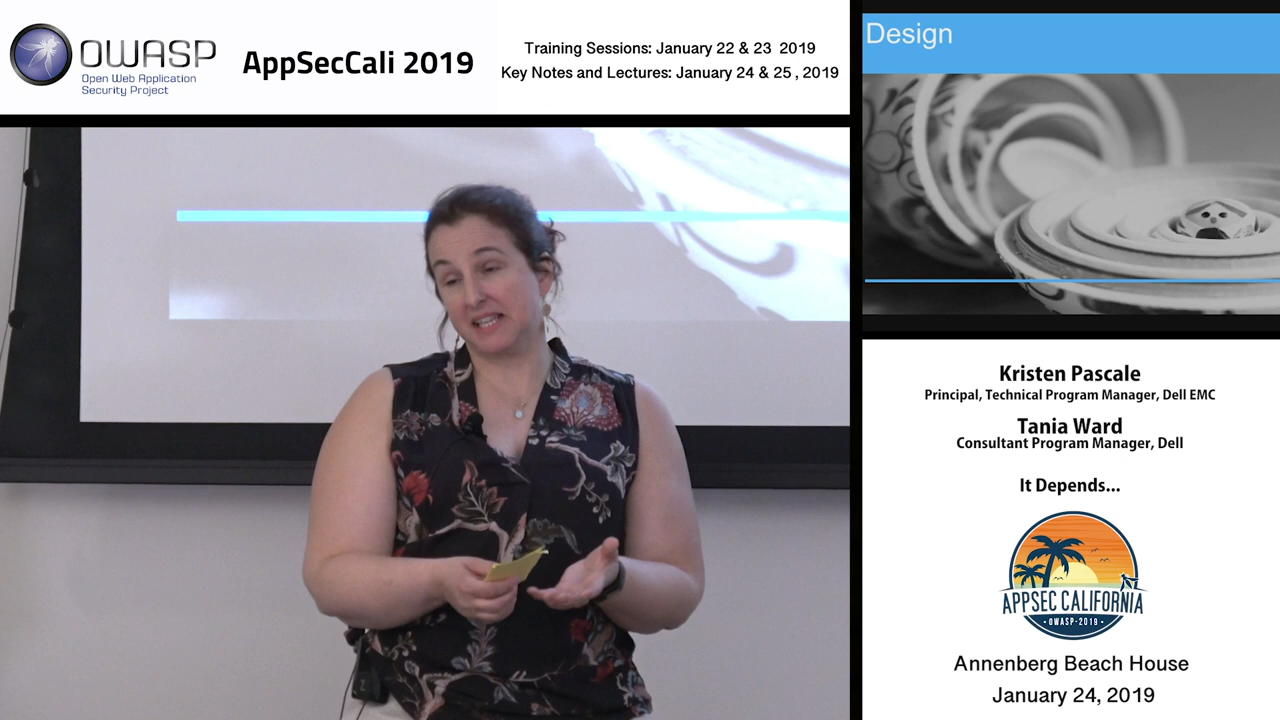 OWASP
Open Web Application
Security Project
AppSecCali 2019
Training Sessions: January 22 & 23 2019
Key Notes and Lectures: January 24 & 25 , 2019
Design
Kristen Pascale
Principal, Technical Program Manager, Dell EMC
Tania Ward
Consultant Program Manager, Dell
It Depends...
APPSEC CALIFORNIA
• OWASP-2019 •
Annenberg Beach House
January 24, 2019